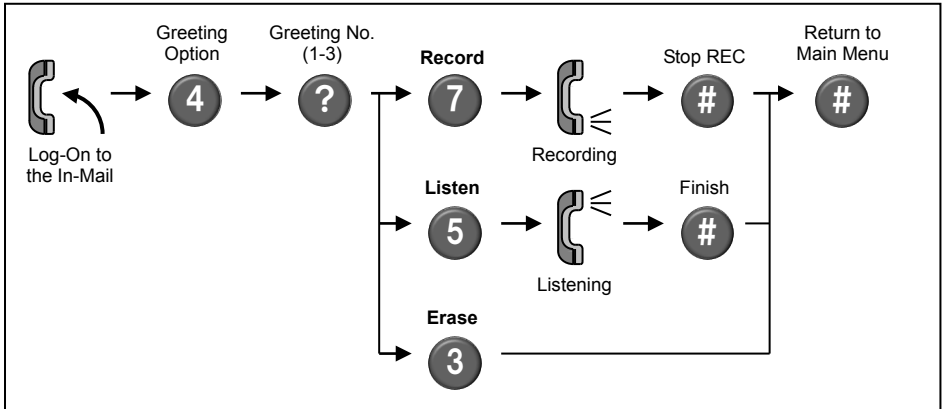 Greeting
Option
Greeting No.
(1-3)
Record
Stop REC
Return to
Main Menu
4
?
7
#
#
Log-On to
the In-Mail
Recording
Listen
Finish
5
#
Listening
Erase
3